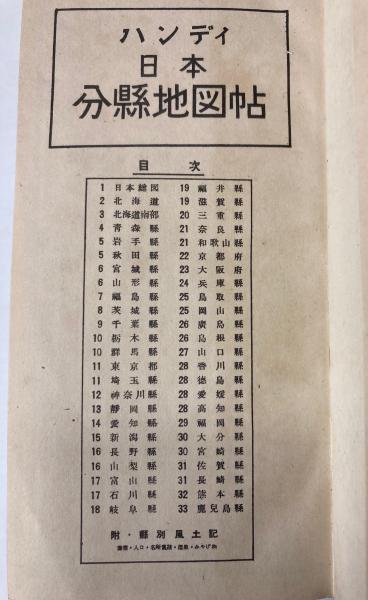 ハンディ
日本
分縣地図帖
目次
1 日本總図
2 北海道
3 北海道南部
4 青森縣
5 岩手縣
5 秋田縣
6 宮城縣
6 山形縣
7 福島縣
8 茨城縣
9 千葉縣
10 栃木縣
10 群馬縣
11 東京都
11 埼玉縣
12 神奈川縣
13 靜岡縣
14 愛知縣
15 新潟縣
16 長野縣
16 山梨縣
17 富山縣
17 石川縣
18 岐阜縣
19 福井縣
19 滋賀縣
20 三重縣
21 奈良縣
21 和歌山縣
22 京都府
23 大阪府
24 兵庫縣
25 鳥取縣
25 岡山縣
26 廣島縣
26 島根縣
27 山口縣
28 香川縣
28 徳島縣
28 愛媛縣
28 高知縣
29 福岡縣
30 大分縣
30 宮崎縣
31 佐賀縣
31 長崎縣
32 熊本縣
33 鹿兒島縣
附・縣別風土記